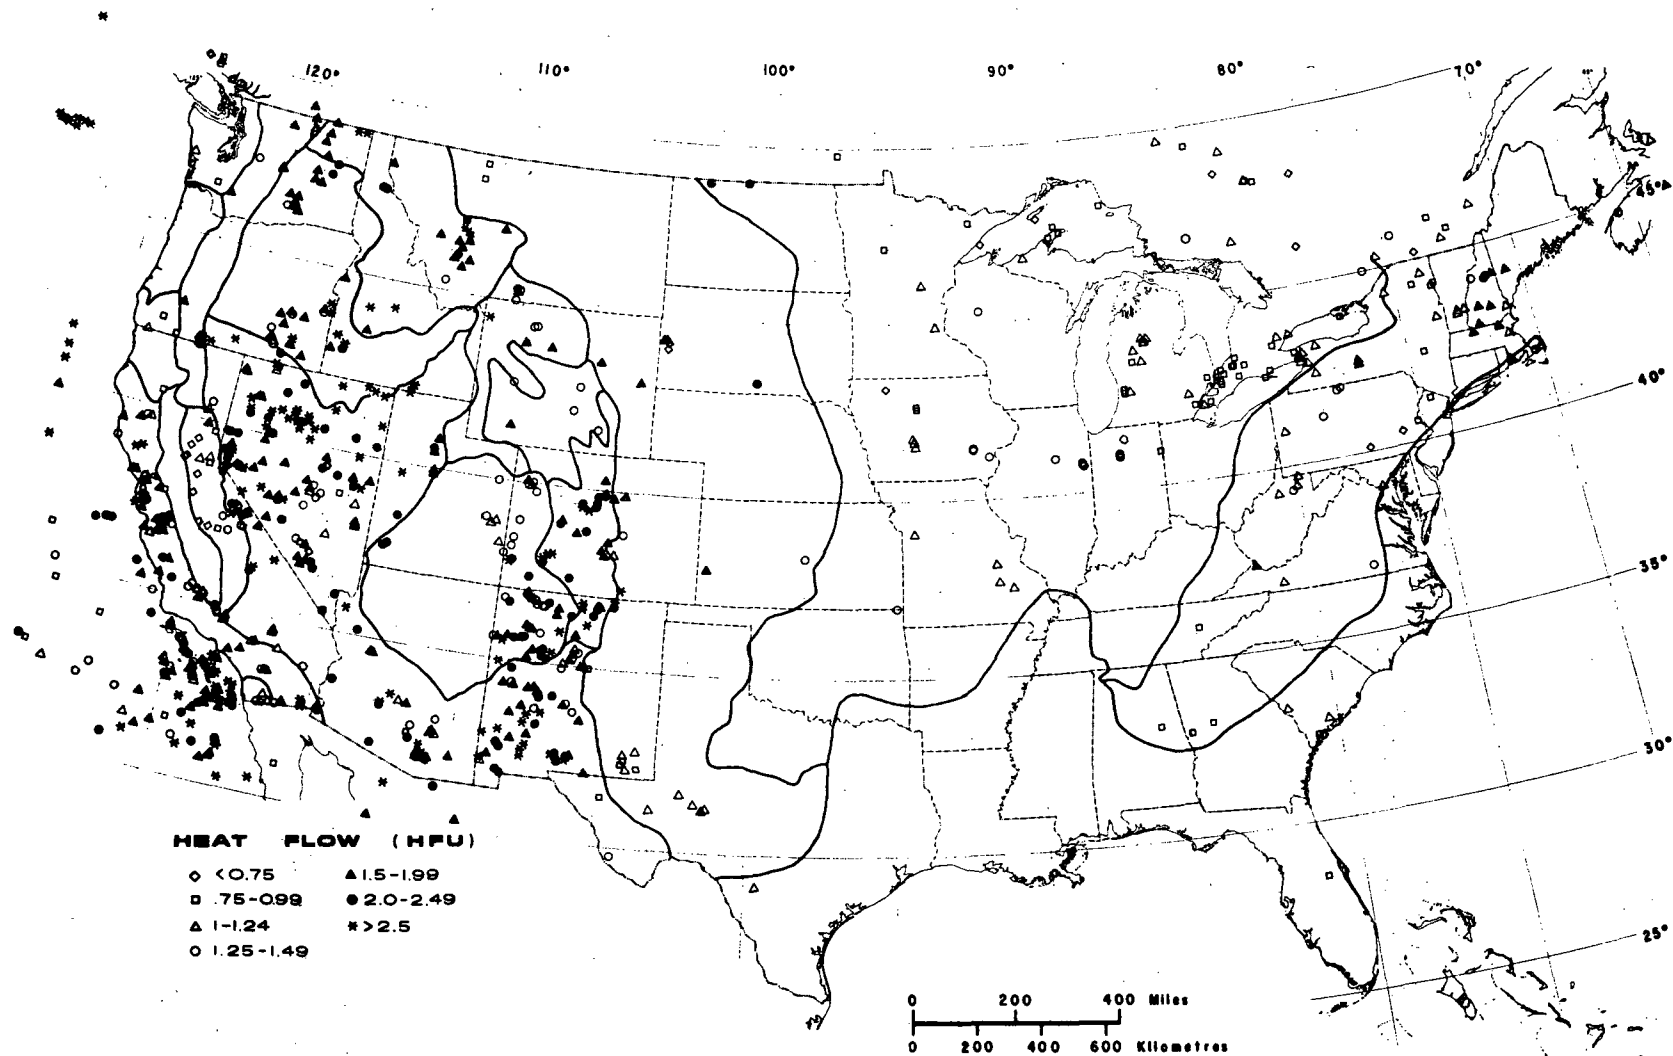 120° 110° 100° 90° 80° 70°
45°
40°
35°
30°
25°
HEAT FLOW (HFU)
◇ <0.75 ▲ 1.5-1.99
□ .75-0.99 ● 2.0-2.49
△ 1-1.24 * >2.5
○ 1.25-1.49
0 200 400 Miles
0 200 400 600 Kilometres